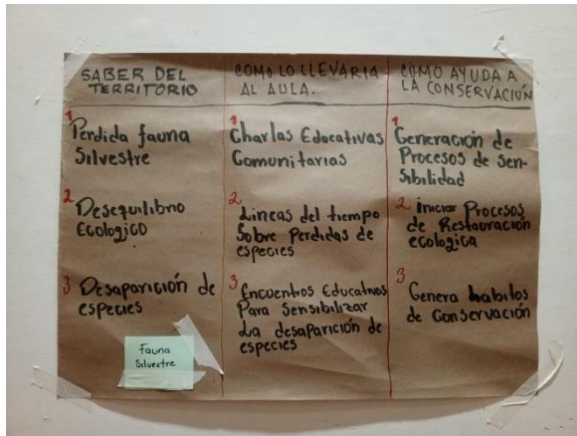 SABER DEL
TERRITORIO
1
Perdida fauna
Silvestre
2
Desequilibrio
Ecologico
3 Desaparición de
especies
Fauna
Silvestre
COMO LO LLEVARIA
AL AULA.
1
Charlas Educativas
Comunitarias
2
Lineas del tiempo
Sobre Perdidas de
especies
3
Encuentros Educativos
Para Sensibilizar
La desaparición de
especies
CÓMO AYUDA A
LA CONSERVACIÓN
1
Generación de
Procesos de Sen-
Sibilidad
2 iniciar Procesos
de Restauración
ecologica
3
Genera habitos
de Conservación